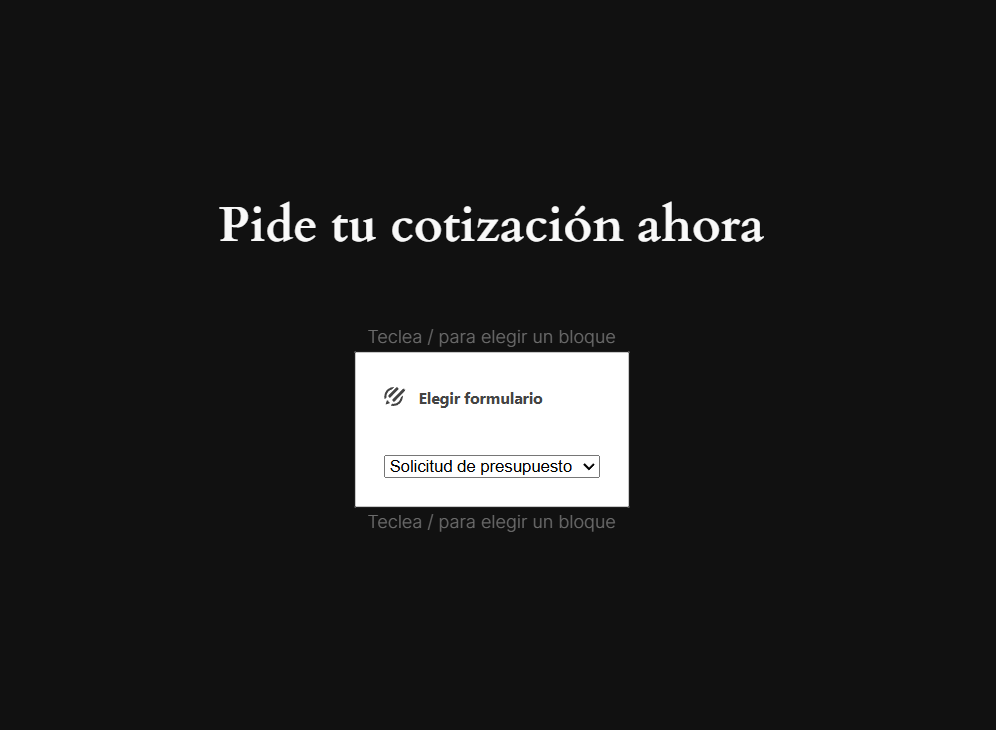 Pide tu cotización ahora
Teclea / para elegir un bloque
Elegir formulario
Solicitud de presupuesto
Teclea / para elegir un bloque